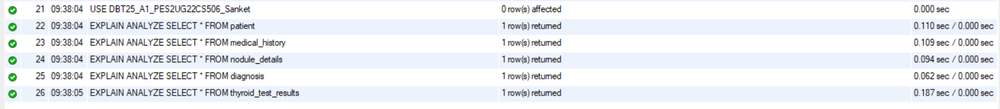 21 09:38:04 USE DBT25_A1_PES2UG22CS506_Sanket 0 row(s) affected 0.000 sec
22 09:38:04 EXPLAIN ANALYZE SELECT * FROM patient 1 row(s) returned 0.110 sec / 0.000 sec
23 09:38:04 EXPLAIN ANALYZE SELECT * FROM medical_history 1 row(s) returned 0.109 sec / 0.000 sec
24 09:38:04 EXPLAIN ANALYZE SELECT * FROM nodule_details 1 row(s) returned 0.094 sec / 0.000 sec
25 09:38:04 EXPLAIN ANALYZE SELECT * FROM diagnosis 1 row(s) returned 0.062 sec / 0.000 sec
26 09:38:05 EXPLAIN ANALYZE SELECT * FROM thyroid_test_results 1 row(s) returned 0.187 sec / 0.000 sec